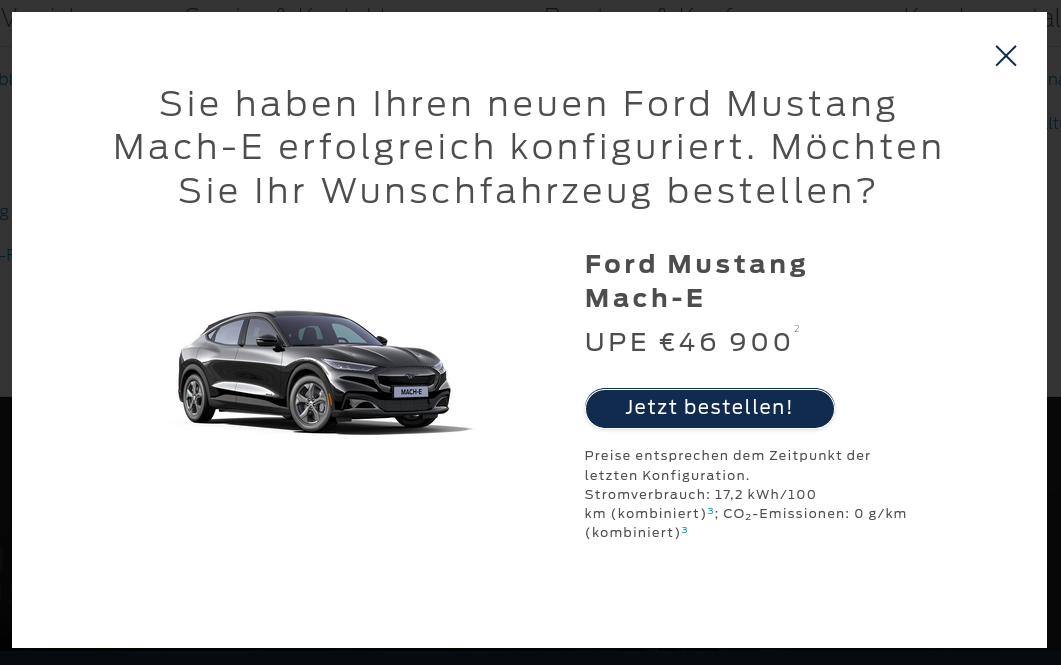 Sie haben Ihren neuen Ford Mustang
Mach-E erfolgreich konfiguriert. Möchten
Sie Ihr Wunschfahrzeug bestellen?
Ford Mustang
Mach-E
UPE €46 900²
MACH-E
Jetzt bestellen!
Preise entsprechen dem Zeitpunkt der
letzten Konfiguration.
Stromverbrauch: 17,2 kWh/100
km (kombiniert)³; CO₂-Emissionen: 0 g/km
(kombiniert)³